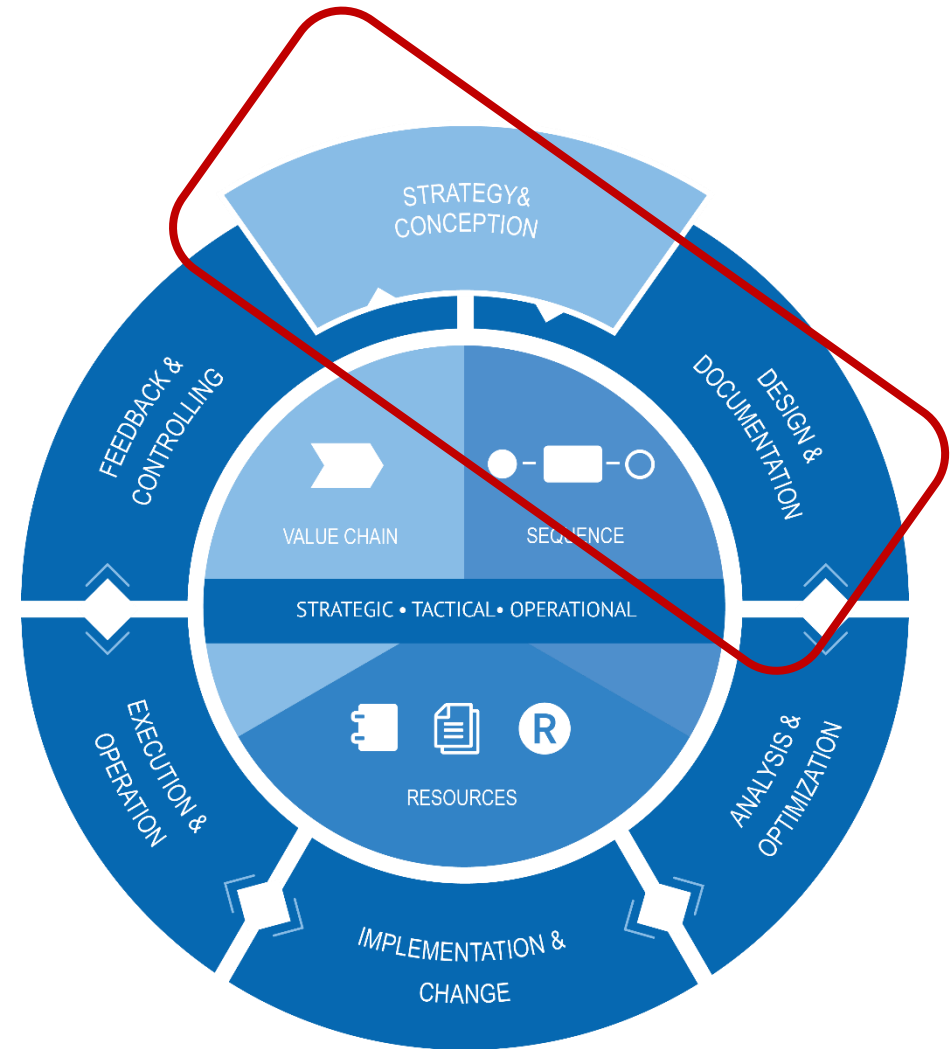 STRATEGY&
CONCEPTION
FEEDBACK &
CONTROLLING
DESIGN &
DOCUMENTATION
VALUE CHAIN
SEQUENCE
STRATEGIC • TACTICAL• OPERATIONAL
EXECUTION &
OPERATION
R
RESOURCES
ANALYSIS &
OPTIMIZATION
IMPLEMENTATION &
CHANGE